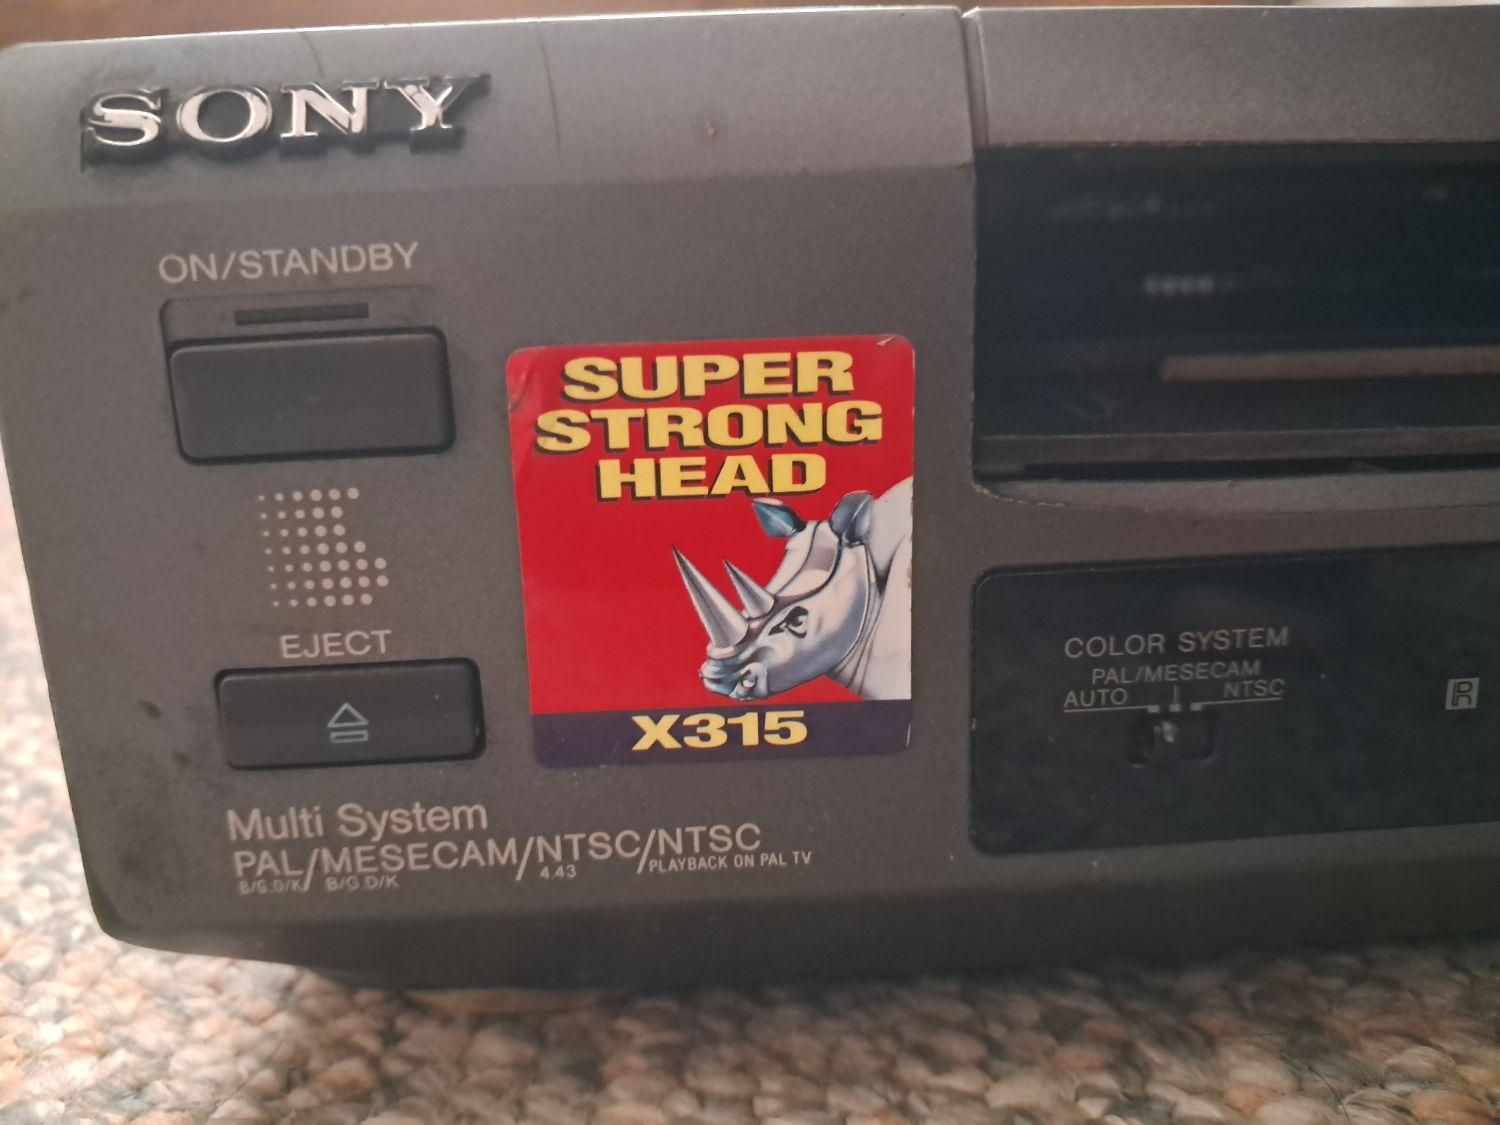 SONY
ON/STANDBY
SUPER
STRONG
HEAD
X315
EJECT
Multi System
PAL/MESECAM/NTSC/NTSC
B/G.D/K B/G.D/K 4.43 PLAYBACK ON PAL TV
COLOR SYSTEM
PAL/MESECAM
AUTO NTSC
R